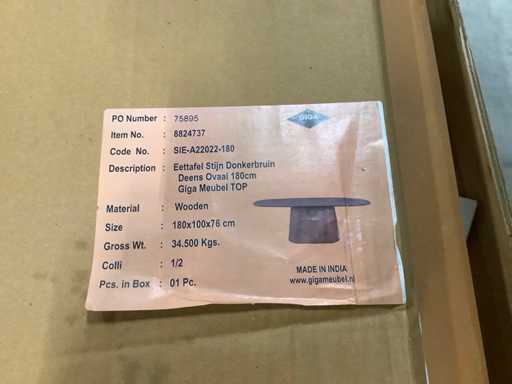 GIGA
PO Number : 75895
Item No. : 8824737
Code No. : SIE-A22022-180
Description : Eettafel Stijn Donkerbruin
Deens Ovaal 180cm
Giga Meubel TOP
Material : Wooden
Size : 180x100x76 cm
Gross Wt. : 34.500 Kgs.
Colli : 1/2
Pcs. in Box : 01 Pc.
MADE IN INDIA
www.gigameubel.nl